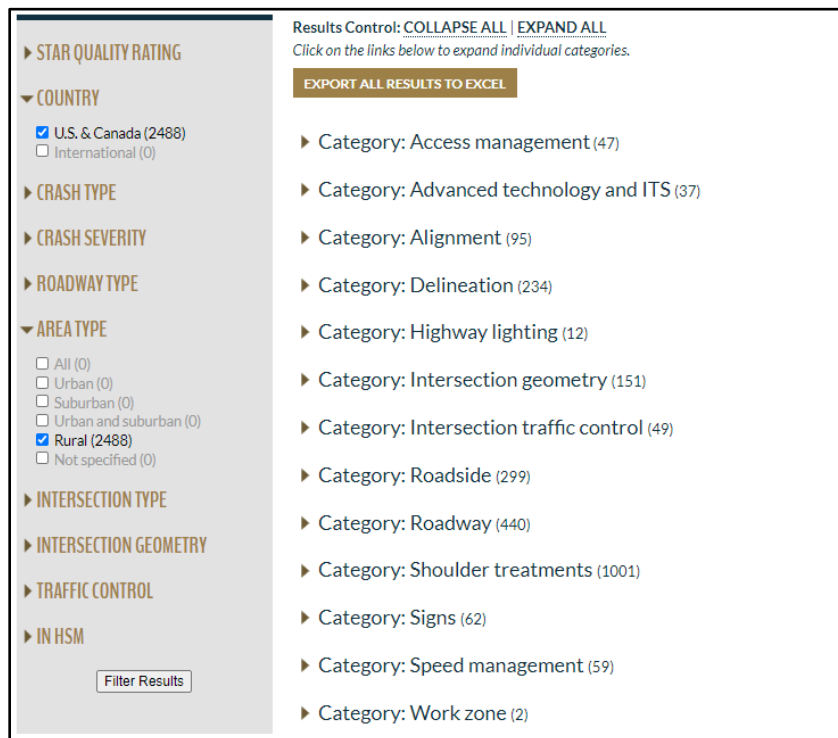 STAR QUALITY RATING
COUNTRY
U.S. & Canada (2488)
International (0)
CRASH TYPE
CRASH SEVERITY
ROADWAY TYPE
AREA TYPE
All (0)
Urban (0)
Suburban (0)
Urban and suburban (0)
Rural (2488)
Not specified (0)
INTERSECTION TYPE
INTERSECTION GEOMETRY
TRAFFIC CONTROL
IN HSM
Filter Results
Results Control: COLLAPSE ALL | EXPAND ALL
Click on the links below to expand individual categories.
EXPORT ALL RESULTS TO EXCEL
Category: Access management (47)
Category: Advanced technology and ITS (37)
Category: Alignment (95)
Category: Delineation (234)
Category: Highway lighting (12)
Category: Intersection geometry (151)
Category: Intersection traffic control (49)
Category: Roadside (299)
Category: Roadway (440)
Category: Shoulder treatments (1001)
Category: Signs (62)
Category: Speed management (59)
Category: Work zone (2)